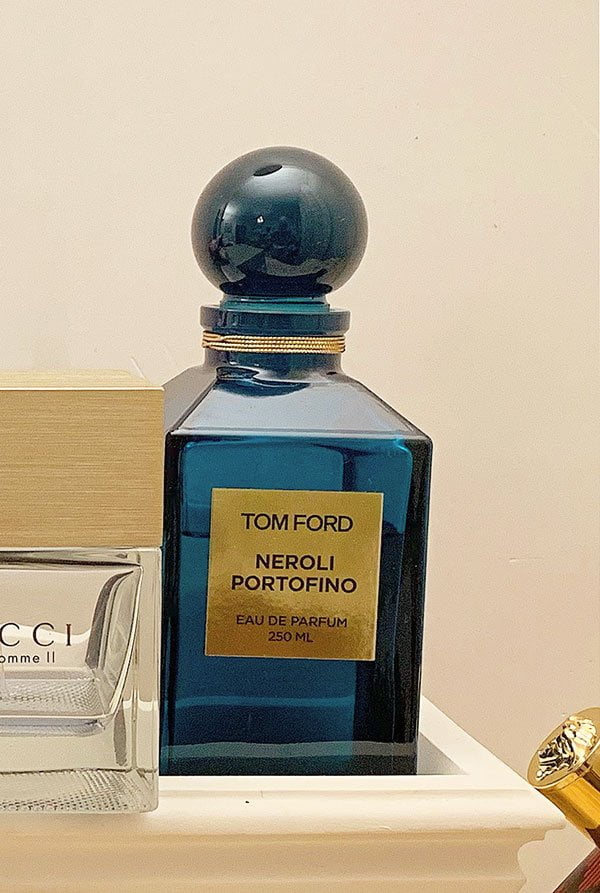 TOM FORD
NEROLI
PORTOFINO
EAU DE PARFUM
250 ML
CCI
omme II